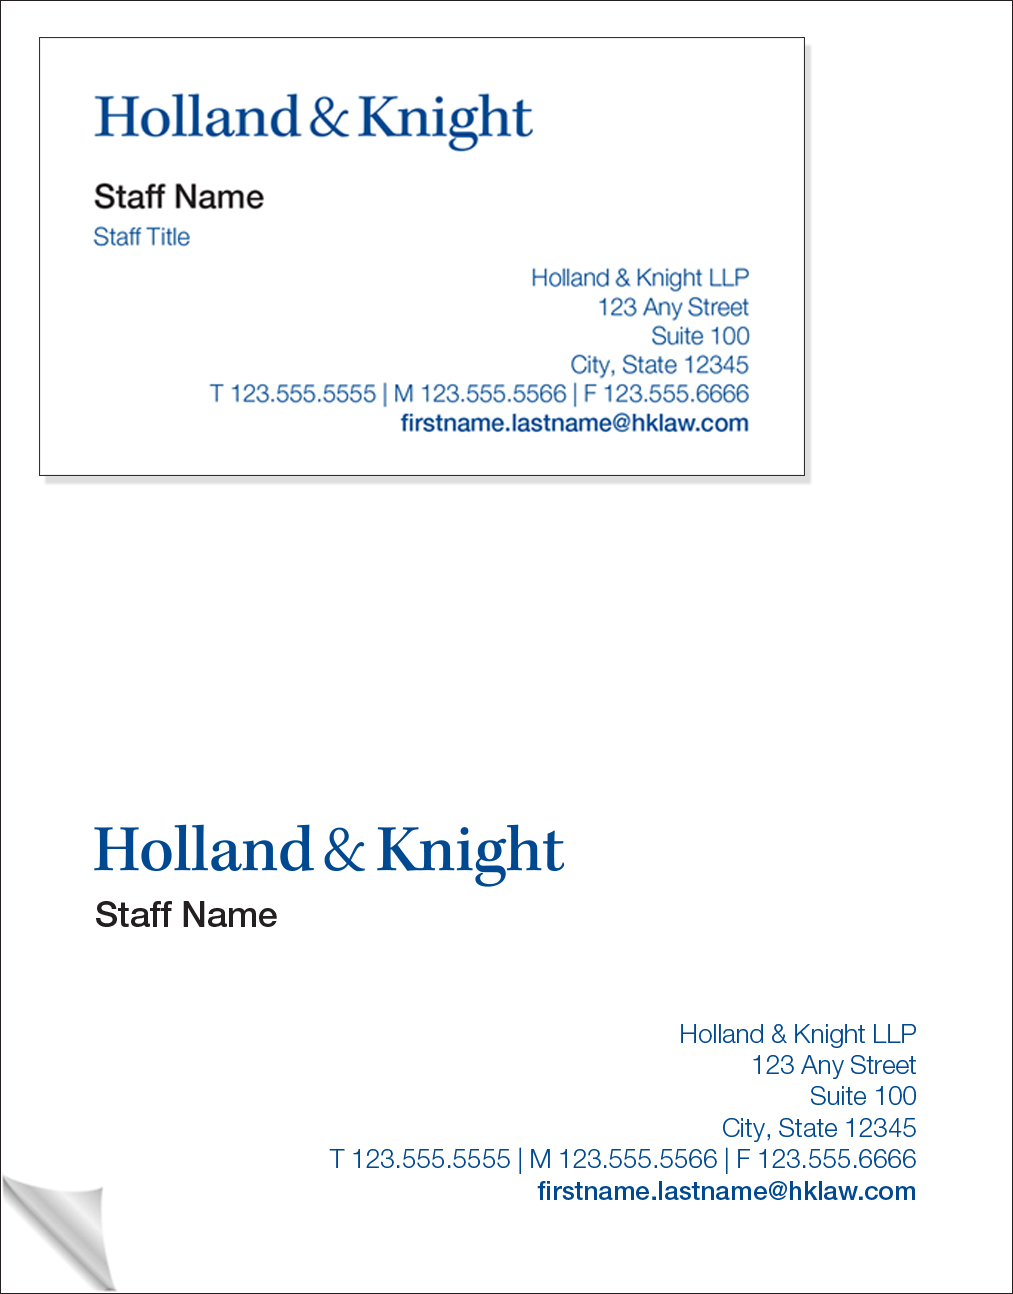 Holland & Knight
Staff Name
Staff Title
Holland & Knight LLP
123 Any Street
Suite 100
City, State 12345
T 123.555.5555 | M 123.555.5566 | F 123.555.6666
firstname.lastname@hklaw.com
Holland & Knight
Staff Name
Holland & Knight LLP
123 Any Street
Suite 100
City, State 12345
T 123.555.5555 | M 123.555.5566 | F 123.555.6666
firstname.lastname@hklaw.com